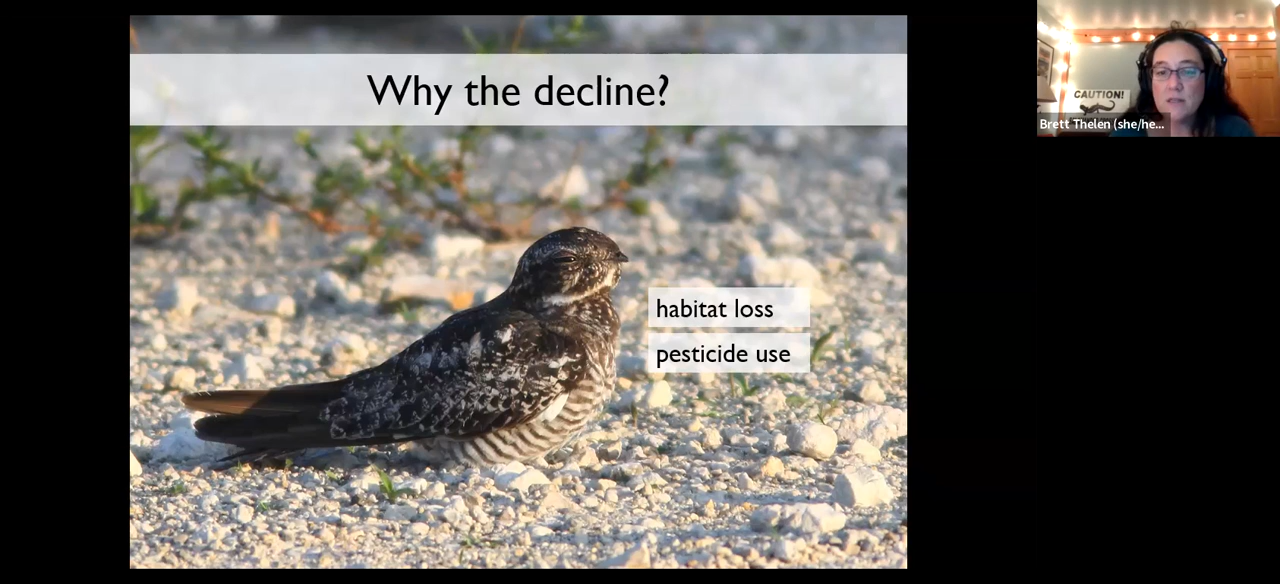 Why the decline?
habitat loss
pesticide use
CAUTION!
Brett Thelen (she/he...